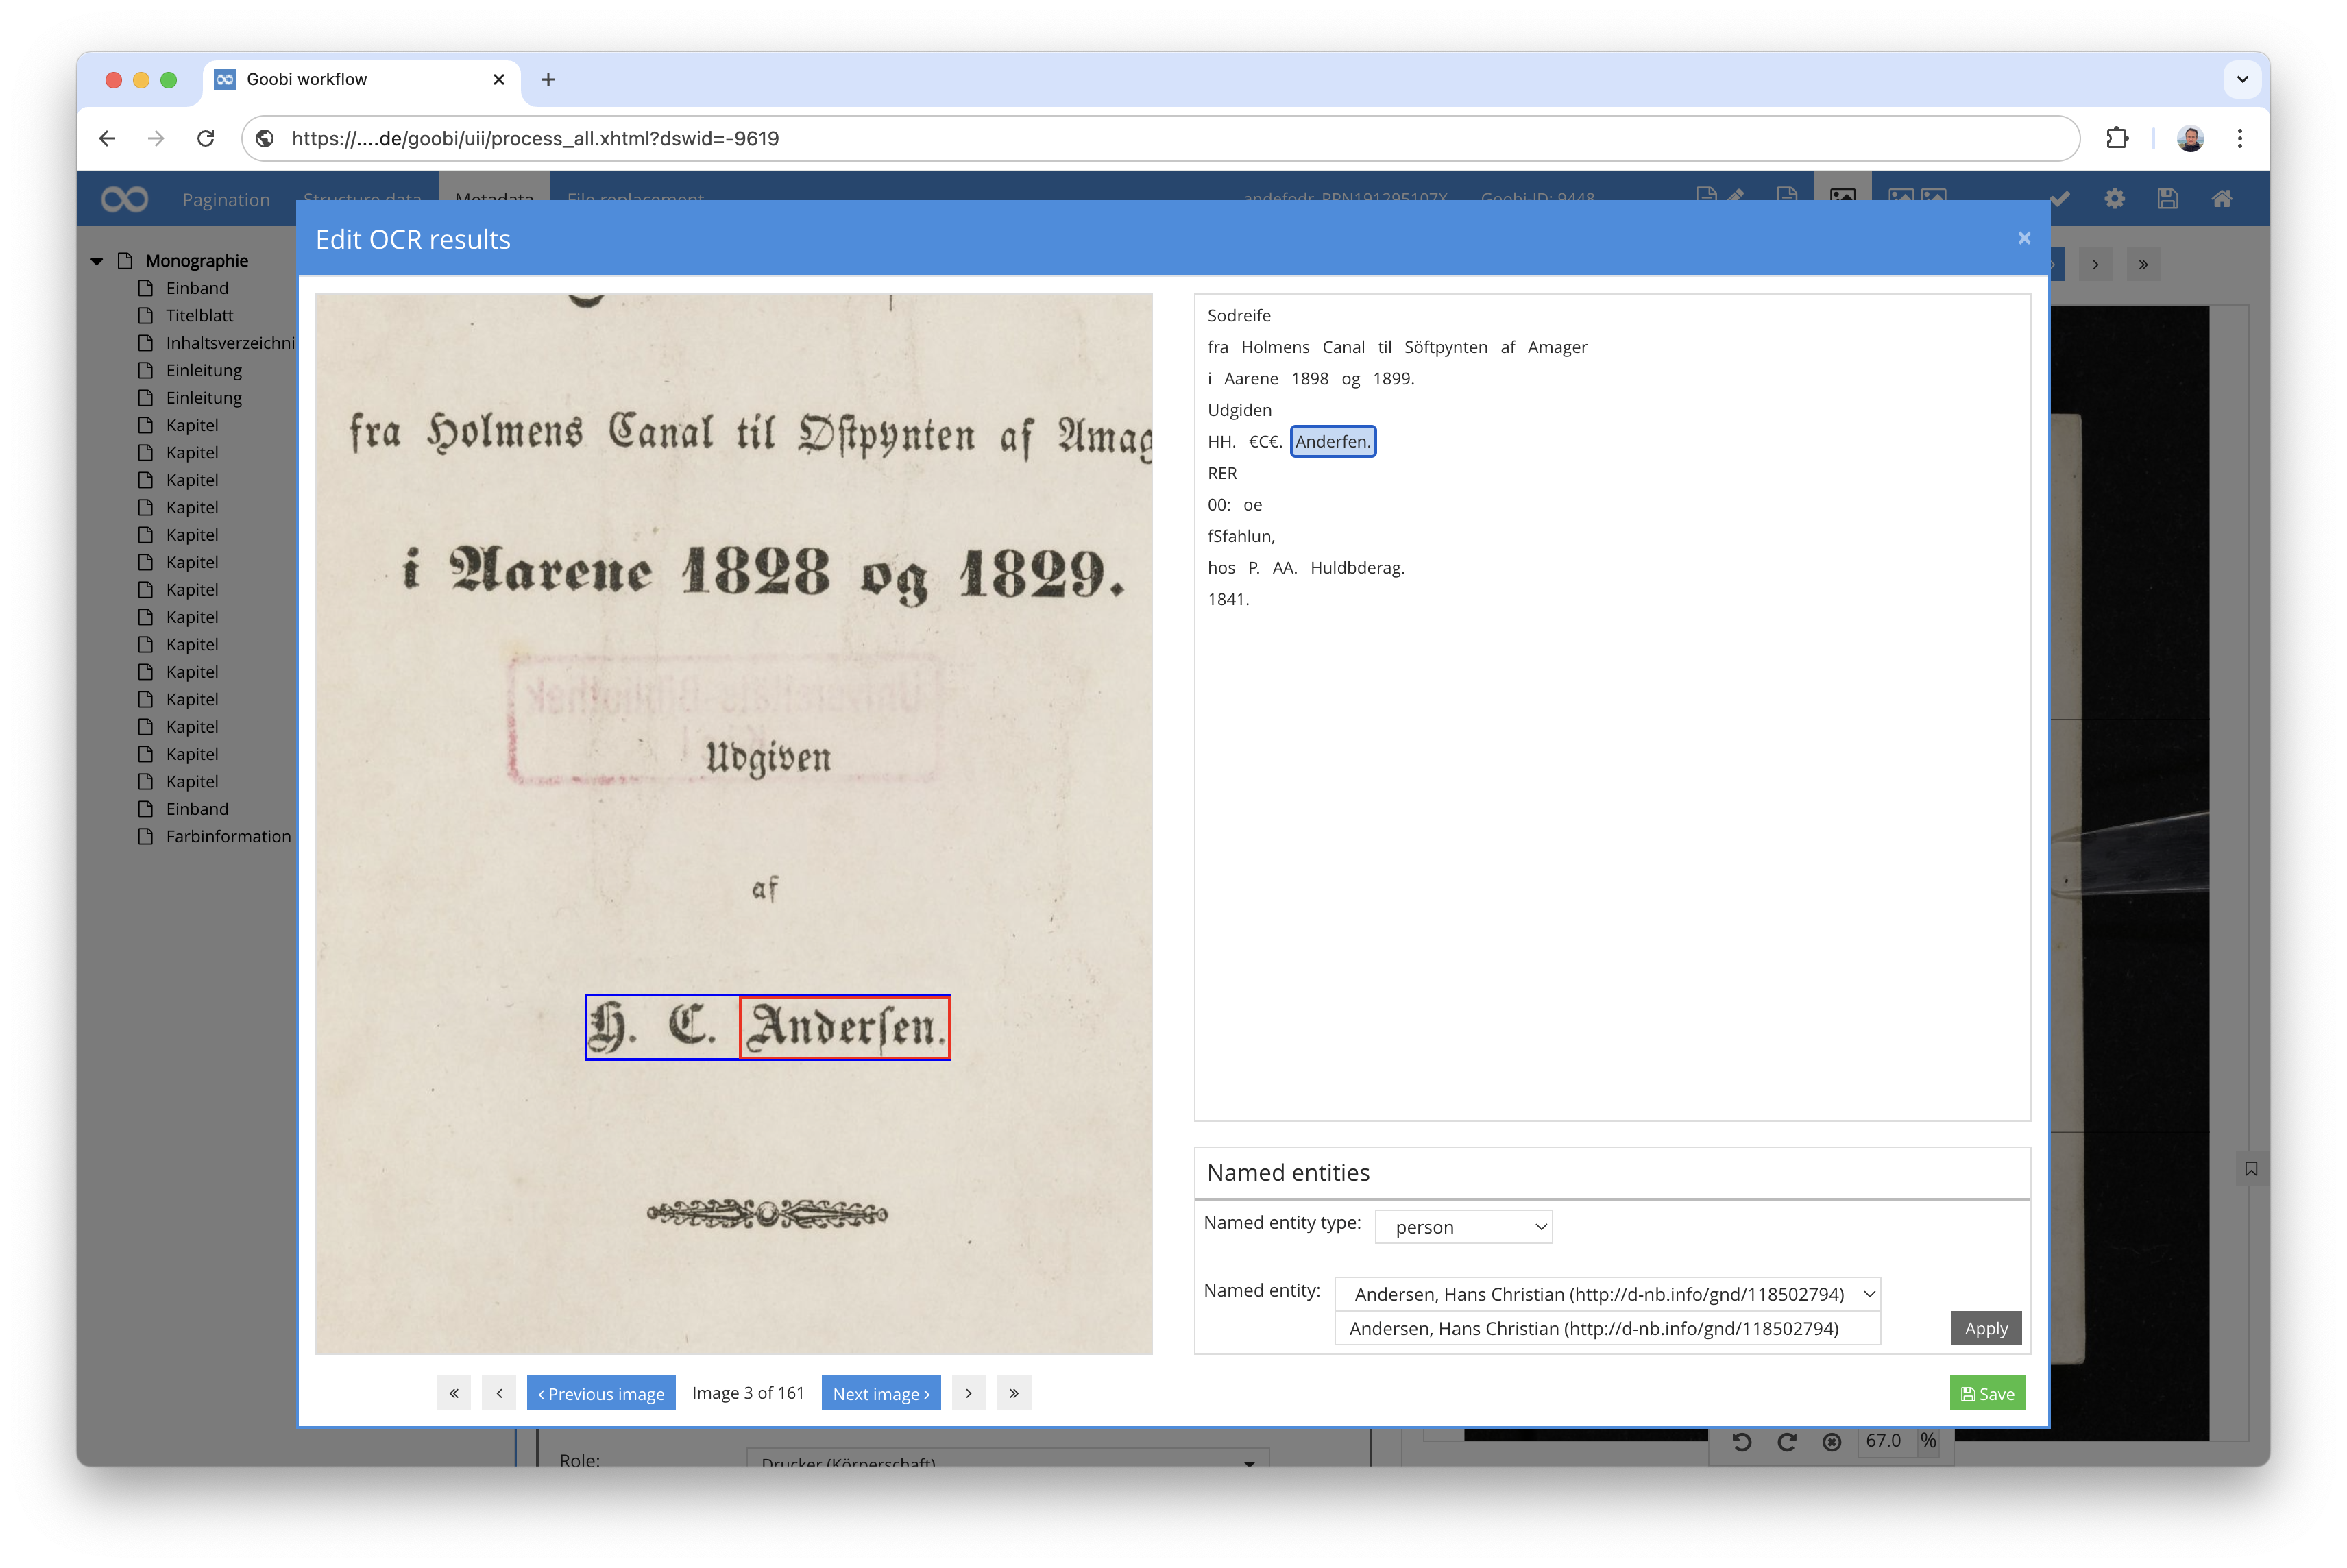 Goobi workflow
https://....de/goobi/uii/process_all.xhtml?dswid=-9619
Pagination
Structure data
Metadata
File replacement
andefodr_PPN191295107X
Goobi ID: 9448
Edit OCR results
Monographie
Einband
Titelblatt
Inhaltsverzeichni
Einleitung
Einleitung
Kapitel
Kapitel
Kapitel
Kapitel
Kapitel
Kapitel
Kapitel
Kapitel
Kapitel
Kapitel
Kapitel
Kapitel
Kapitel
Kapitel
Einband
Farbinformation
fra Holmens Canal til Øſtpynten af Amag
i Aarene 1828 og 1829.
Universitäts-Bibliothek
Udgiven
af
H. C. Anderſen.
Sodreife
fra Holmens Canal til Söftpynten af Amager
i Aarene 1898 og 1899.
Udgiden
HH. €C€. Anderfen.
RER
00: oe
fSfahlun,
hos P. AA. Huldbderag.
1841.
Named entities
Named entity type: person
Named entity: Andersen, Hans Christian (http://d-nb.info/gnd/118502794)
Andersen, Hans Christian (http://d-nb.info/gnd/118502794)
Apply
« ‹ ‹ Previous image Image 3 of 161 Next image › › »
Save
Role: Drucker (Körperschaft)
67.0 %